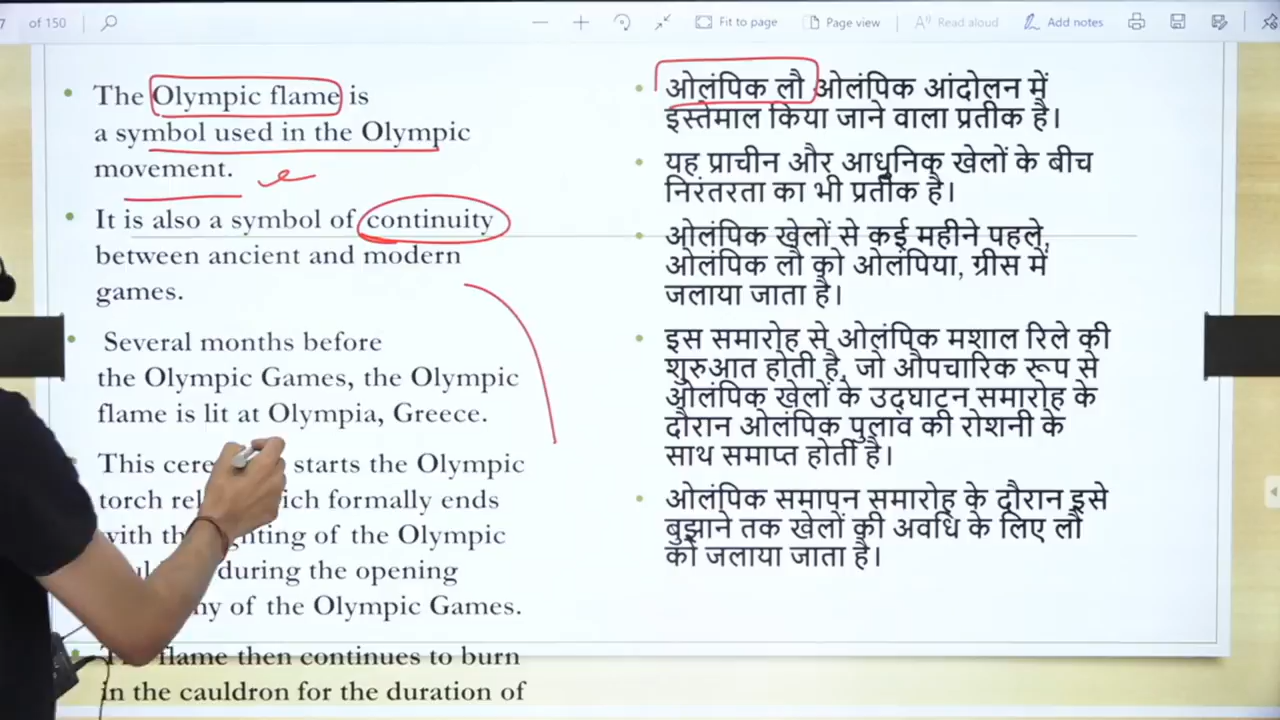 7 of 150
Fit to page
Page view
Read aloud
Add notes
The Olympic flame is
a symbol used in the Olympic
movement.
It is also a symbol of continuity
between ancient and modern
games.
Several months before
the Olympic Games, the Olympic
flame is lit at Olympia, Greece.
This starts the Olympic
torch formally ends
with of the Olympic
during the opening
of the Olympic Games.
flame then continues to burn
in the cauldron for the duration of
ओलंपिक लौ ओलंपिक आंदोलन में
इस्तेमाल किया जाने वाला प्रतीक है।
यह प्राचीन और आधुनिक खेलों के बीच
निरंतरता का भी प्रतीक है।
ओलंपिक खेलों से कई महीने पहले,
ओलंपिक लौ को ओलंपिया, ग्रीस में
जलाया जाता है।
इस समारोह से ओलंपिक मशाल रिले की
शुरुआत होती है, जो औपचारिक रूप से
ओलंपिक खेलों के उद्घाटन समारोह के
दौरान ओलंपिक पुलाव की रोशनी के
साथ समाप्त होती है।
ओलंपिक समापन समारोह के दौरान इसे
बुझाने तक खेलों की अवधि के लिए लौ
को जलाया जाता है।